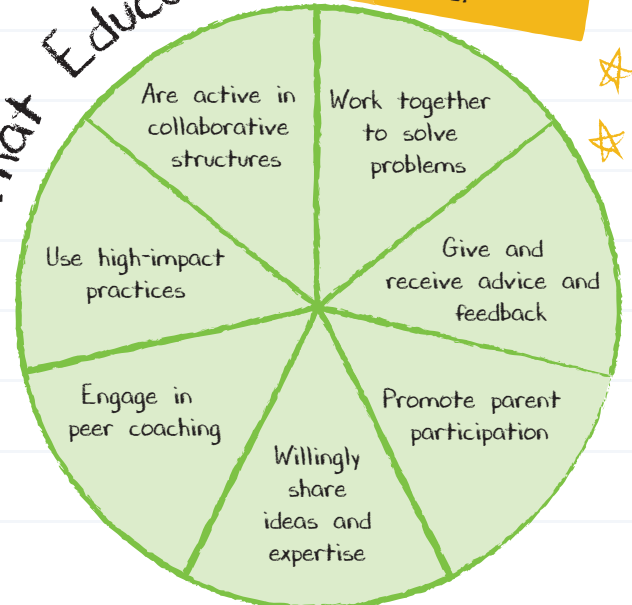 Are active in
collaborative
structures
Work together
to solve
problems
Give and
receive advice and
feedback
Promote parent
participation
Willingly
share
ideas and
expertise
Engage in
peer coaching
Use high-impact
practices